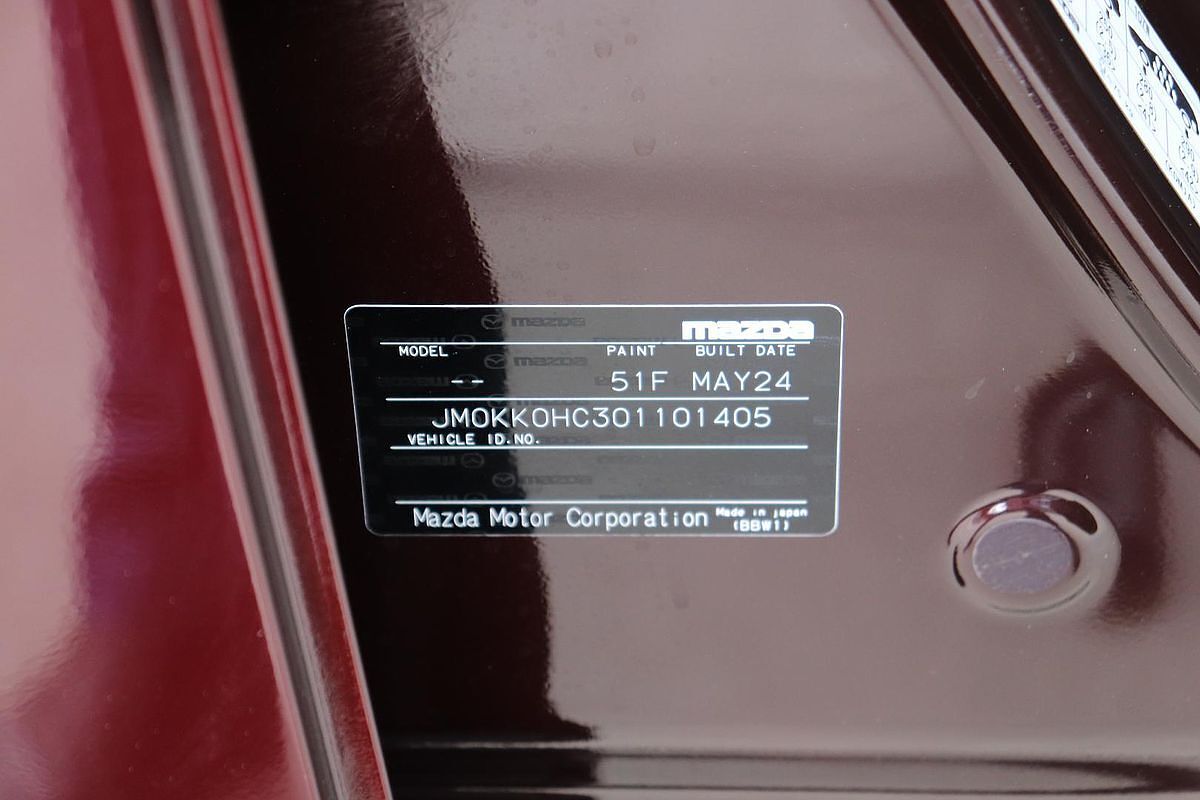 mazda
MODEL PAINT BUILT DATE
-- 51F MAY24
JM0KK0HC301101405
VEHICLE ID.NO.
Mazda Motor Corporation Made in japan
(BBW1)